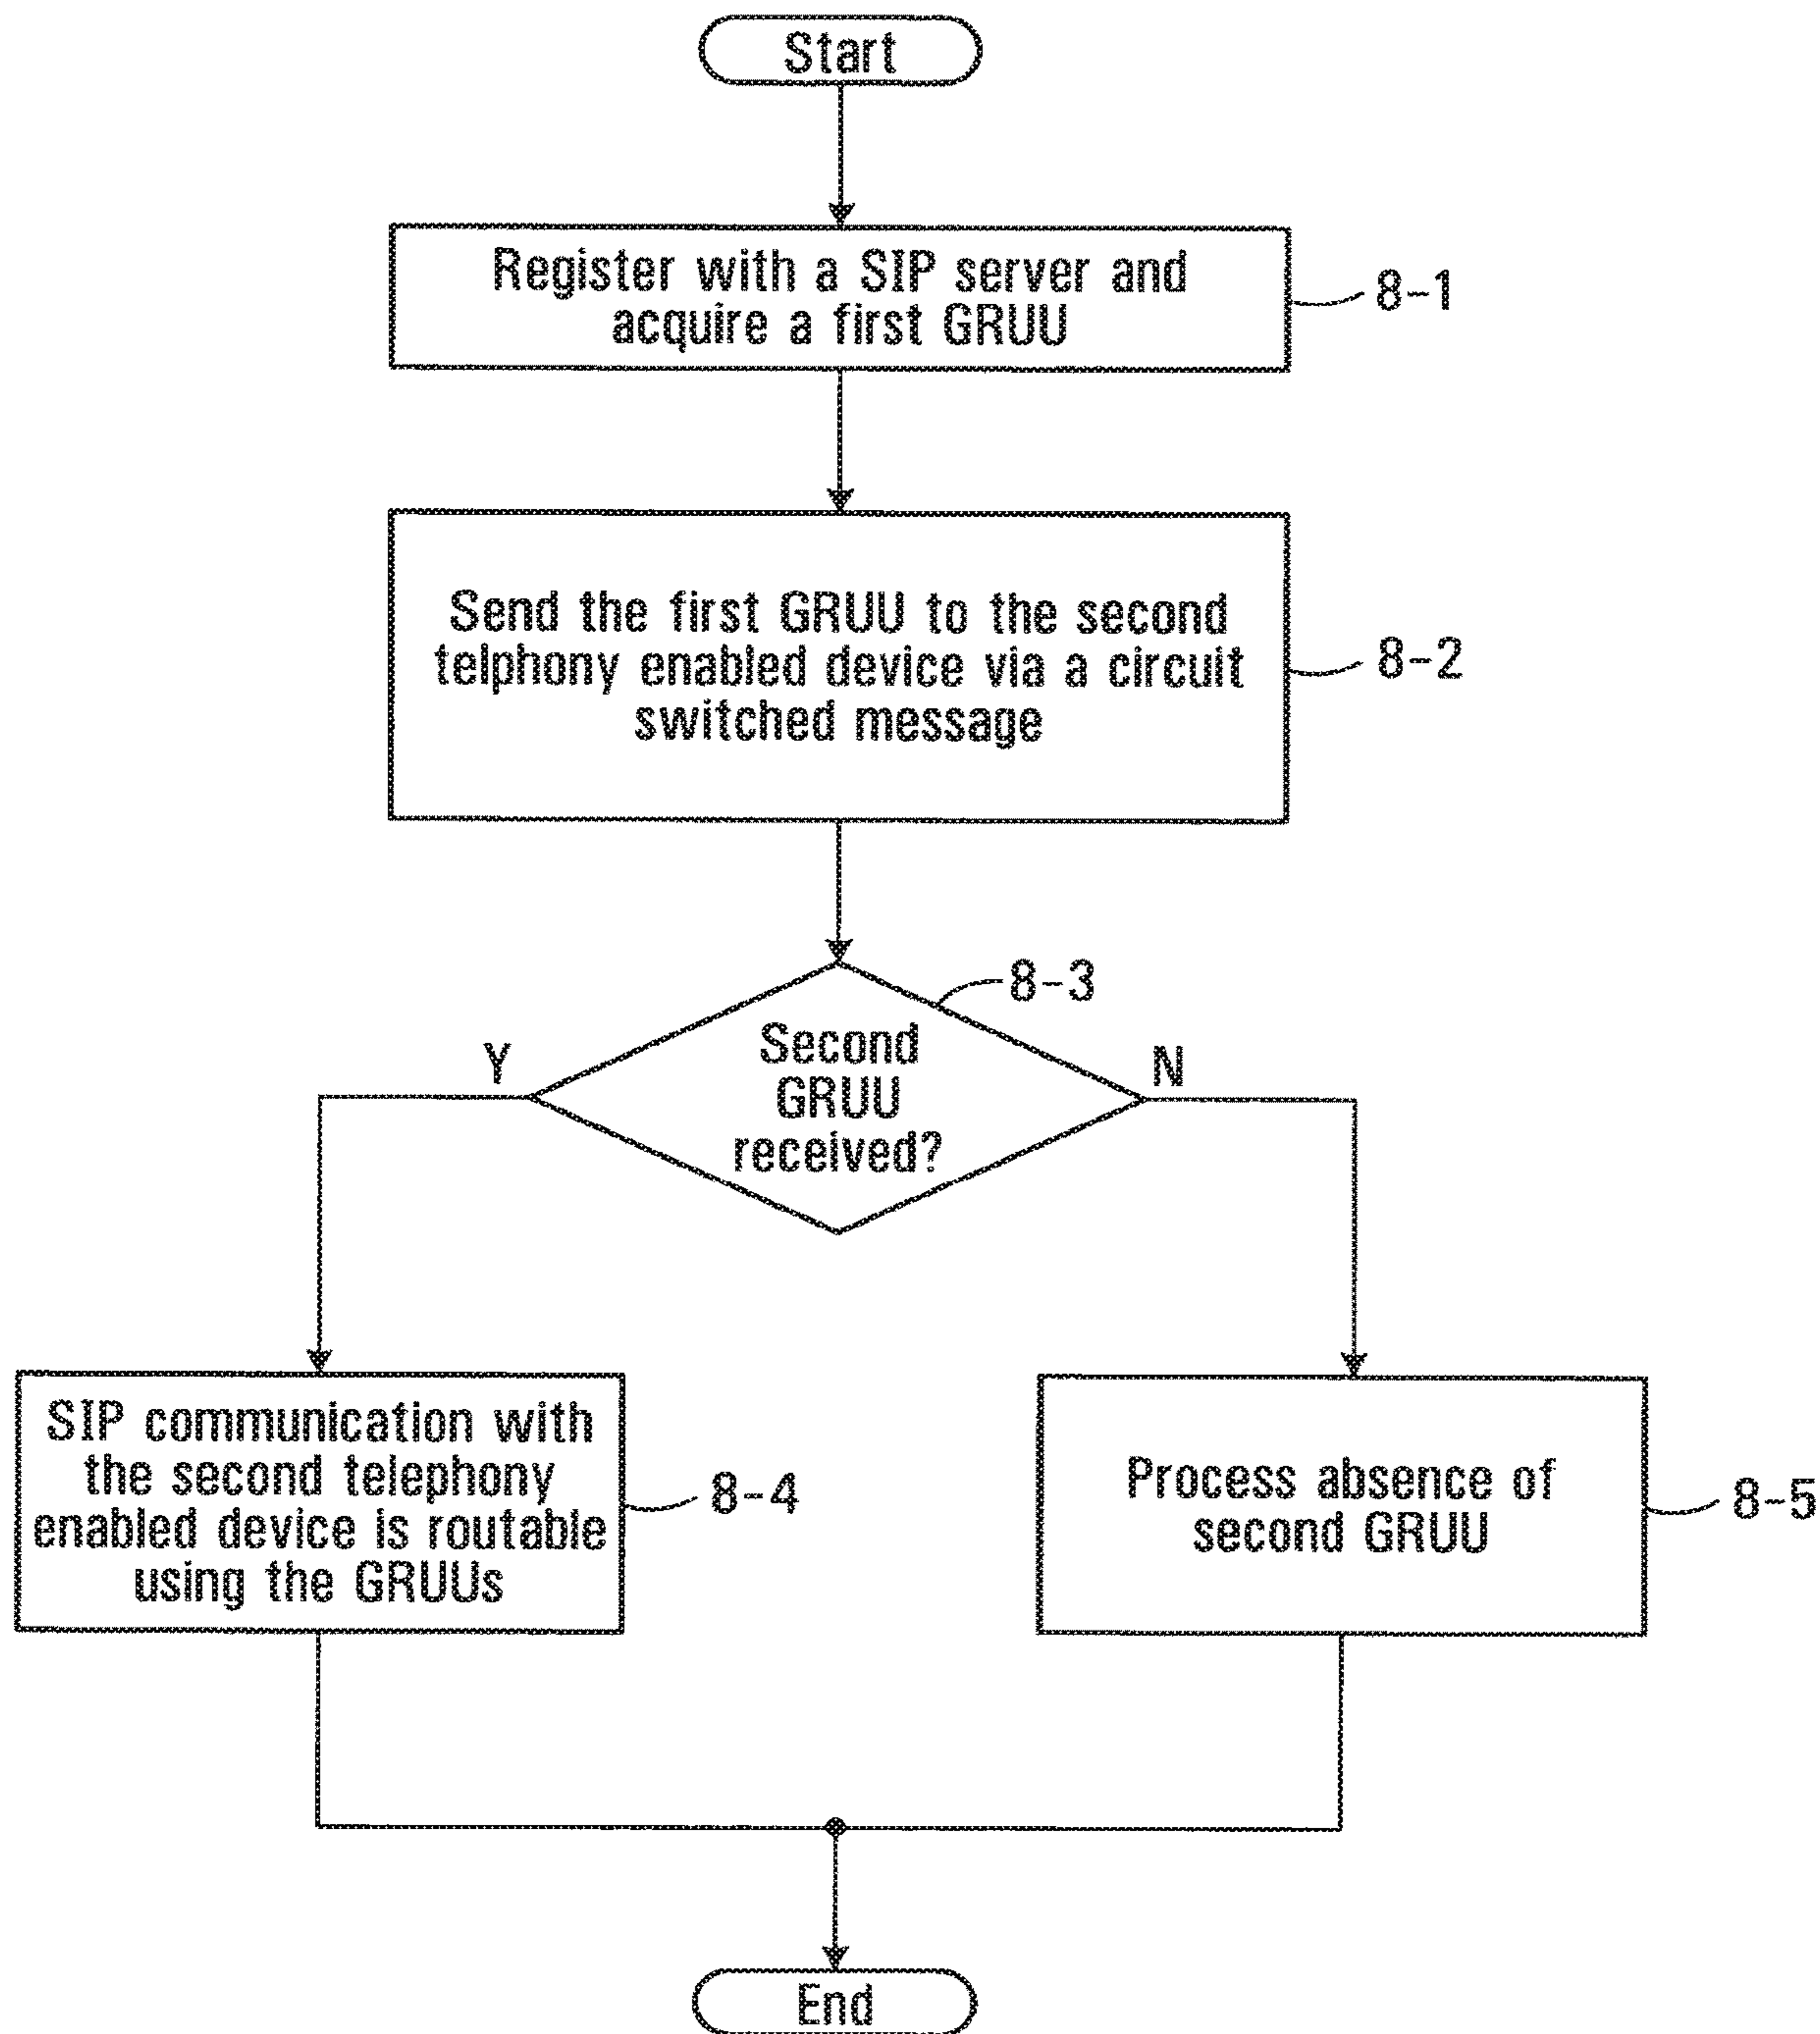 Start
Register with a SIP server and
acquire a first GRUU
8-1
Send the first GRUU to the second
telphony enabled device via a circuit
switched message
8-2
8-3
Second
GRUU
received?
Y
N
SIP communication with
the second telephony
enabled device is routable
using the GRUUs
8-4
Process absence of
second GRUU
8-5
End